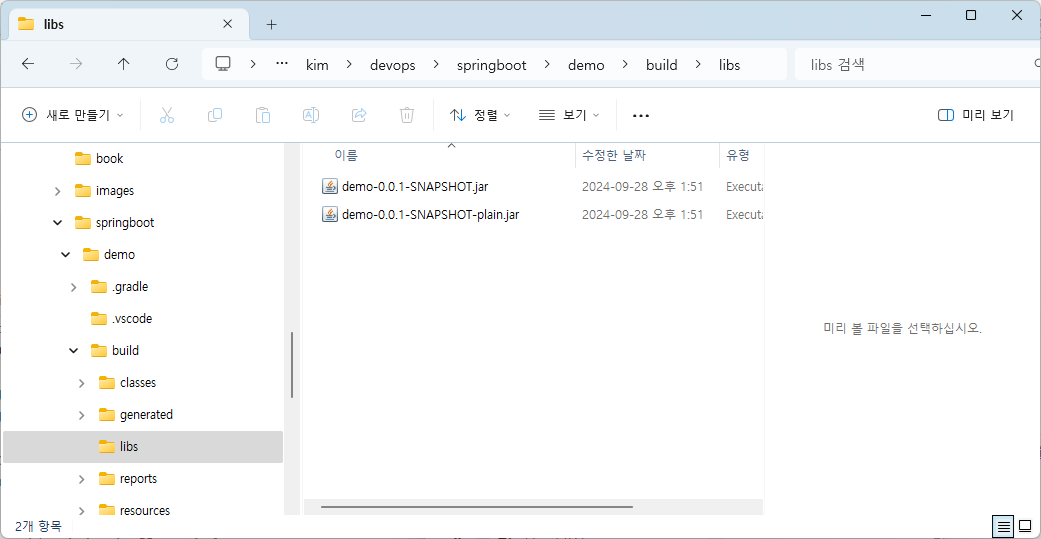 libs
··· kim devops springboot demo build libs libs 검색
새로 만들기 정렬 보기 미리 보기
이름 수정한 날짜 유형
demo-0.0.1-SNAPSHOT.jar 2024-09-28 오후 1:51 Executa
demo-0.0.1-SNAPSHOT-plain.jar 2024-09-28 오후 1:51 Executa
book
images
springboot
demo
.gradle
.vscode
build
classes
generated
libs
reports
resources
미리 볼 파일을 선택하십시오.
2개 항목